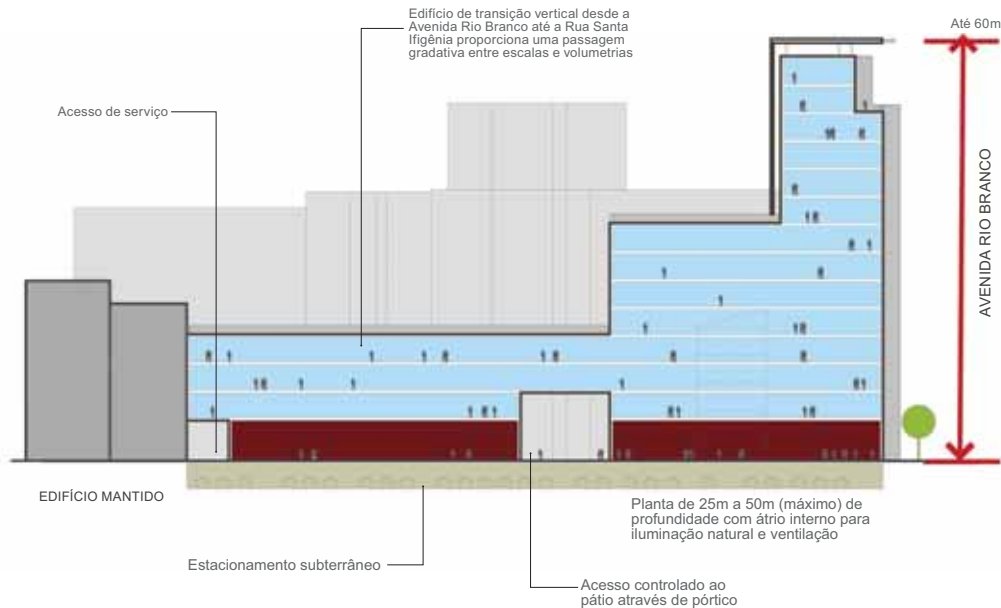 Edifício de transição vertical desde a
Avenida Rio Branco até a Rua Santa
Ifigênia proporciona uma passagem
gradativa entre escalas e volumetrias
Até 60m
Acesso de serviço
AVENIDA RIO BRANCO
EDIFÍCIO MANTIDO
Planta de 25m a 50m (máximo) de
profundidade com átrio interno para
iluminação natural e ventilação
Estacionamento subterrâneo
Acesso controlado ao
pátio através de pórtico